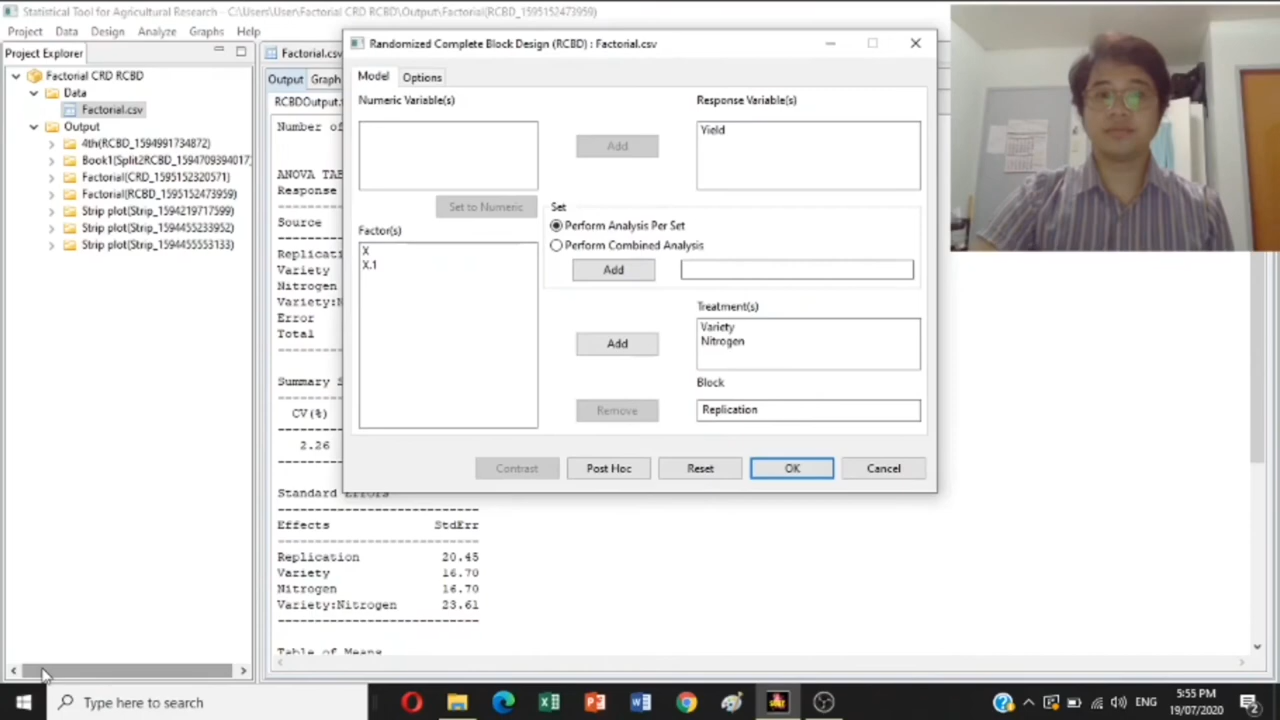 Statistical Tool for Agricultural Research - C:\Users\User\Factorial CRD RCBD\Output\Factorial(RCBD_1595152473959)
Project Data Design Analyze Graphs Help
Project Explorer
Factorial CRD RCBD
Data
Factorial.csv
Output
4th(RCBD_1594991734872)
Book1(Split2RCBD_1594709394017)
Factorial(CRD_1595152320571)
Factorial(RCBD_1595152473959)
Strip plot(Strip_1594219717599)
Strip plot(Strip_1594455233952)
Strip plot(Strip_1594455553133)
Factorial.csv
Output Graph
RCBDOutput.
Number of
ANOVA TAB
Response
Source
Replicati
Variety
Nitrogen
Variety:N
Error
Total
Summary S
CV(%)
2.26
Standard Errors
Effects StdErr
Replication 20.45
Variety 16.70
Nitrogen 16.70
Variety:Nitrogen 23.61
Table of Means
Randomized Complete Block Design (RCBD) : Factorial.csv
Model Options
Numeric Variable(s)
Add
Response Variable(s)
Yield
Set to Numeric
Set
Perform Analysis Per Set
Perform Combined Analysis
Add
Factor(s)
X
X.1
Add
Treatment(s)
Variety
Nitrogen
Block
Remove
Replication
Contrast Post Hoc Reset OK Cancel
Type here to search
ENG
5:55 PM
19/07/2020
2